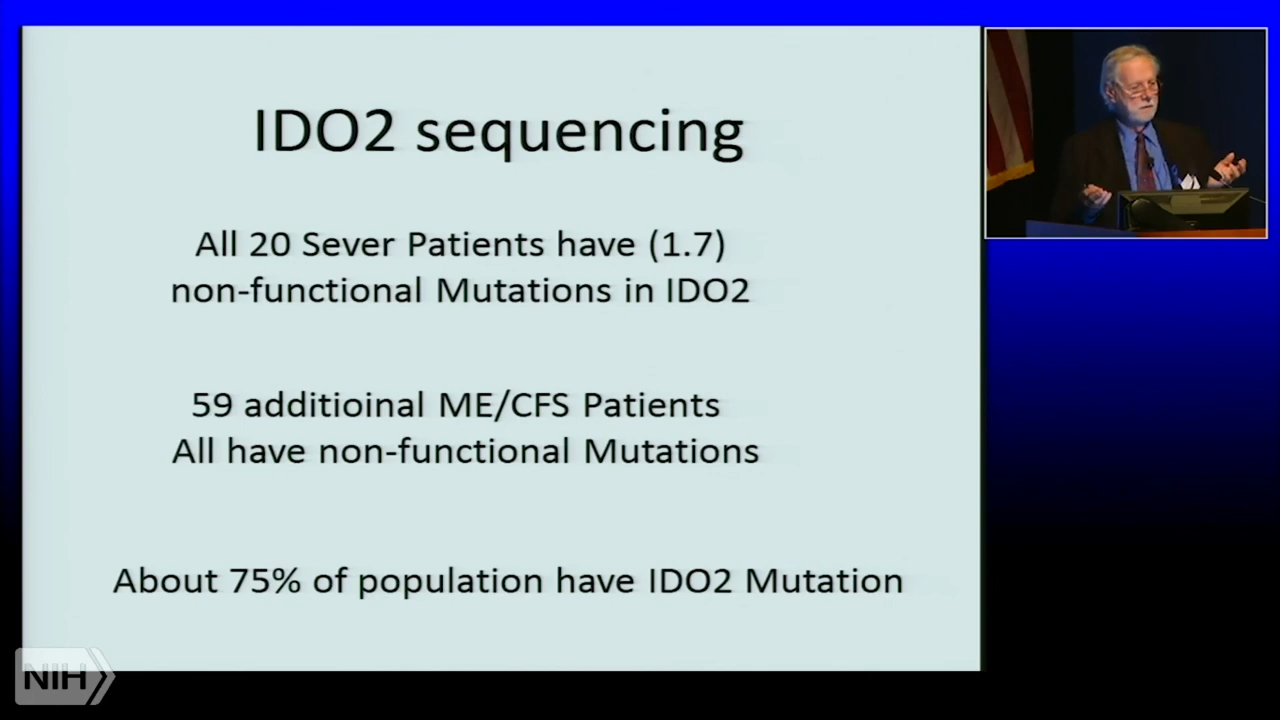 IDO2 sequencing
All 20 Sever Patients have (1.7)
non-functional Mutations in IDO2
59 additioinal ME/CFS Patients
All have non-functional Mutations
About 75% of population have IDO2 Mutation
NIH